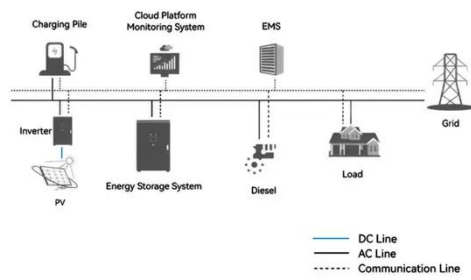 Cloud Platform
Monitoring System
EMS
Charging Pile
Grid
Inverter
Energy Storage System
Diesel
Load
PV
DC Line
AC Line
Communication Line